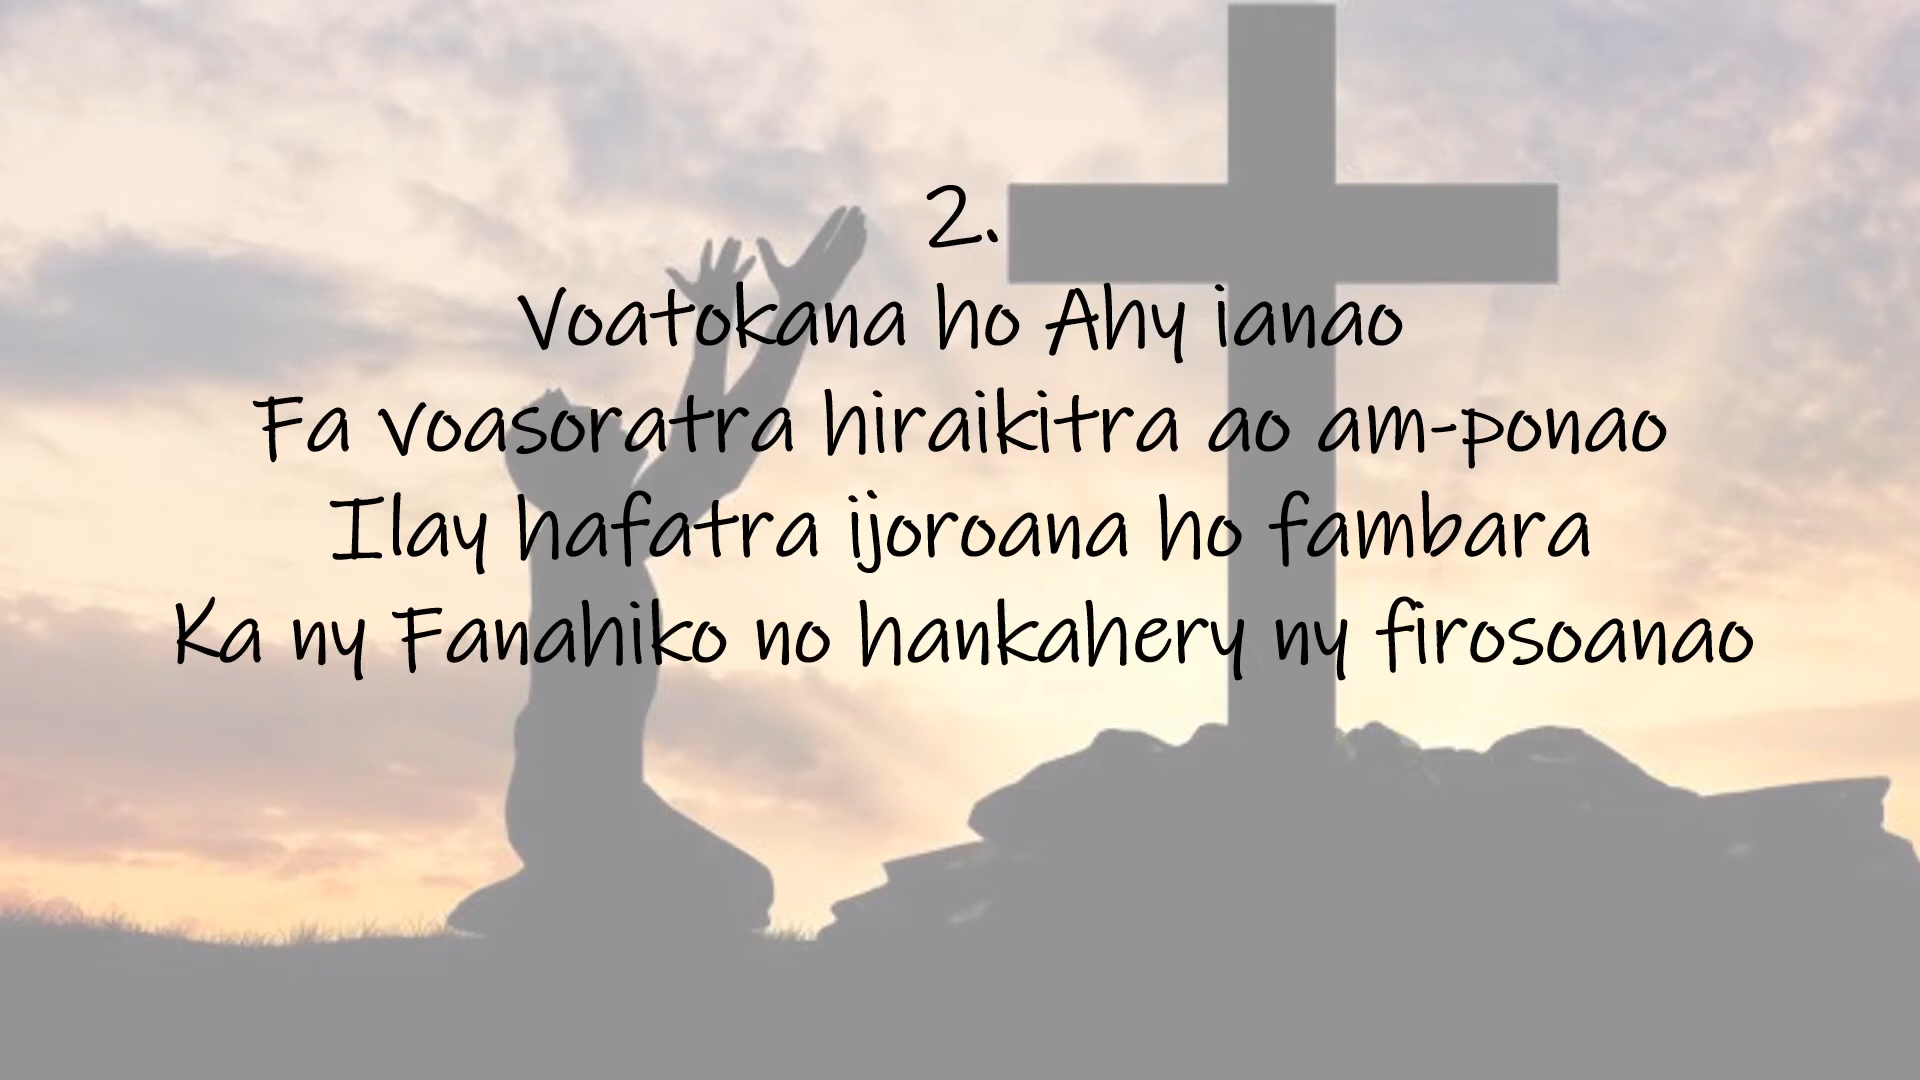 2.
Voatokana ho Ahy ianao
Fa voasoratra hiraikitra ao am-ponao
Ilay hafatra ijoroana ho fambara
Ka ny Fanahiko no hankahery ny firosoanao